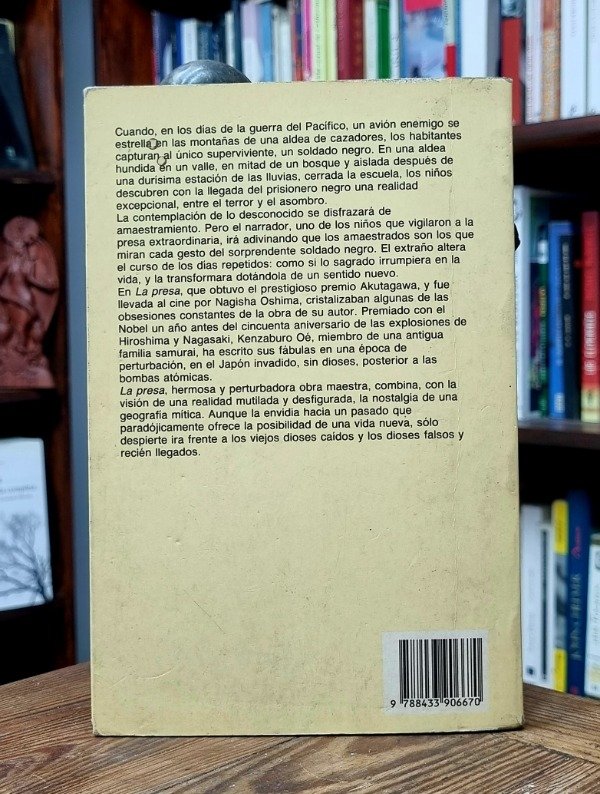 Cuando, en los días de la guerra del Pacífico, un avión enemigo se
estrella en las montañas de una aldea de cazadores, los habitantes
capturan al único superviviente, un soldado negro. En una aldea
hundida en un valle, en mitad de un bosque y aislada después de
una durísima estación de las lluvias, cerrada la escuela, los niños
descubren con la llegada del prisionero negro una realidad
excepcional, entre el terror y el asombro.
La contemplación de lo desconocido se disfrazará de
amaestramiento. Pero el narrador, uno de los niños que vigilaron a la
presa extraordinaria, irá adivinando que los amaestrados son los que
miran cada gesto del sorprendente soldado negro. El extraño altera
el curso de los días repetidos: como si lo sagrado irrumpiera en la
vida, y la transformara dotándola de un sentido nuevo.
En La presa, que obtuvo el prestigioso premio Akutagawa, y fue
llevada al cine por Nagisha Oshima, cristalizaban algunas de las
obsesiones constantes de la obra de su autor. Premiado con el
Nobel un año antes del cincuenta aniversario de las explosiones de
Hiroshima y Nagasaki, Kenzaburo Oé, miembro de una antigua
familia samurai, ha escrito sus fábulas en una época de
perturbación, en el Japón invadido, sin dioses, posterior a las
bombas atómicas.
La presa, hermosa y perturbadora obra maestra, combina, con la
visión de una realidad mutilada y desfigurada, la nostalgia de una
geografía mítica. Aunque la envidia hacia un pasado que
paradójicamente ofrece la posibilidad de una vida nueva, sólo
despierte ira frente a los viejos dioses caídos y los dioses falsos y
recién llegados.
9 788433 906670